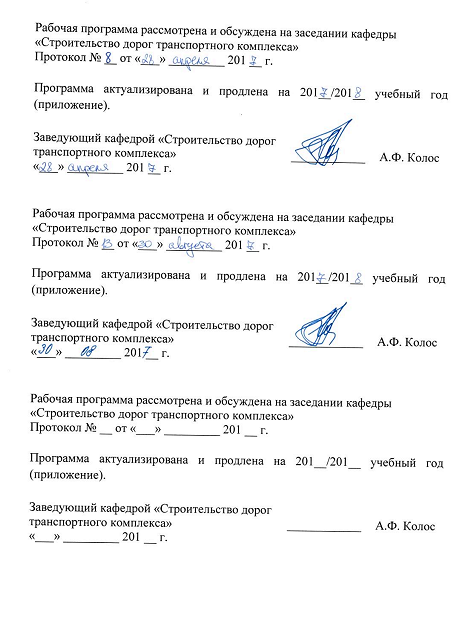 Рабочая программа рассмотрена и обсуждена на заседании кафедры
«Строительство дорог транспортного комплекса»
Протокол № 8 от «28» апреля 2017 г.
Программа актуализирована и продлена на 2017/2018 учебный год
(приложение).
Заведующий кафедрой «Строительство дорог
транспортного комплекса» А.Ф. Колос
«28» апреля 2017 г.
Рабочая программа рассмотрена и обсуждена на заседании кафедры
«Строительство дорог транспортного комплекса»
Протокол № 13 от «30» августа 2017 г.
Программа актуализирована и продлена на 2017/2018 учебный год
(приложение).
Заведующий кафедрой «Строительство дорог
транспортного комплекса» А.Ф. Колос
«30» 08 2017 г.
Рабочая программа рассмотрена и обсуждена на заседании кафедры
«Строительство дорог транспортного комплекса»
Протокол № __ от «___» _________ 201 __ г.
Программа актуализирована и продлена на 201__/201__ учебный год
(приложение).
Заведующий кафедрой «Строительство дорог
транспортного комплекса» ____________ А.Ф. Колос
«___» _________ 201 __ г.